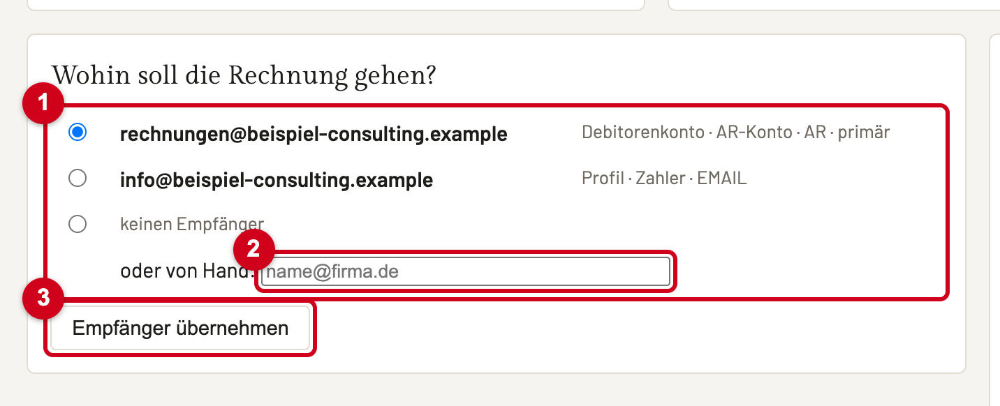 Wohin soll die Rechnung gehen?
1
rechnungen@beispiel-consulting.example Debitorenkonto · AR-Konto · AR · primär
info@beispiel-consulting.example Profil · Zahler · EMAIL
keinen Empfänger
2
oder von Hand: name@firma.de
3
Empfänger übernehmen